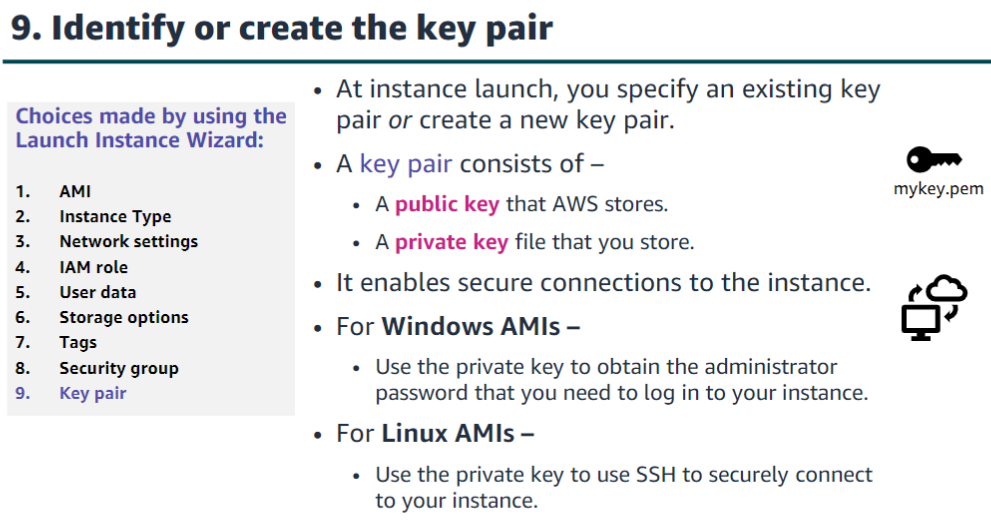 9. Identify or create the key pair
Choices made by using the
Launch Instance Wizard:
1. AMI
2. Instance Type
3. Network settings
4. IAM role
5. User data
6. Storage options
7. Tags
8. Security group
9. Key pair
• At instance launch, you specify an existing key
pair or create a new key pair.
• A key pair consists of –
• A public key that AWS stores.
• A private key file that you store.
• It enables secure connections to the instance.
• For Windows AMIs –
• Use the private key to obtain the administrator
password that you need to log in to your instance.
• For Linux AMIs –
• Use the private key to use SSH to securely connect
to your instance.
mykey.pem